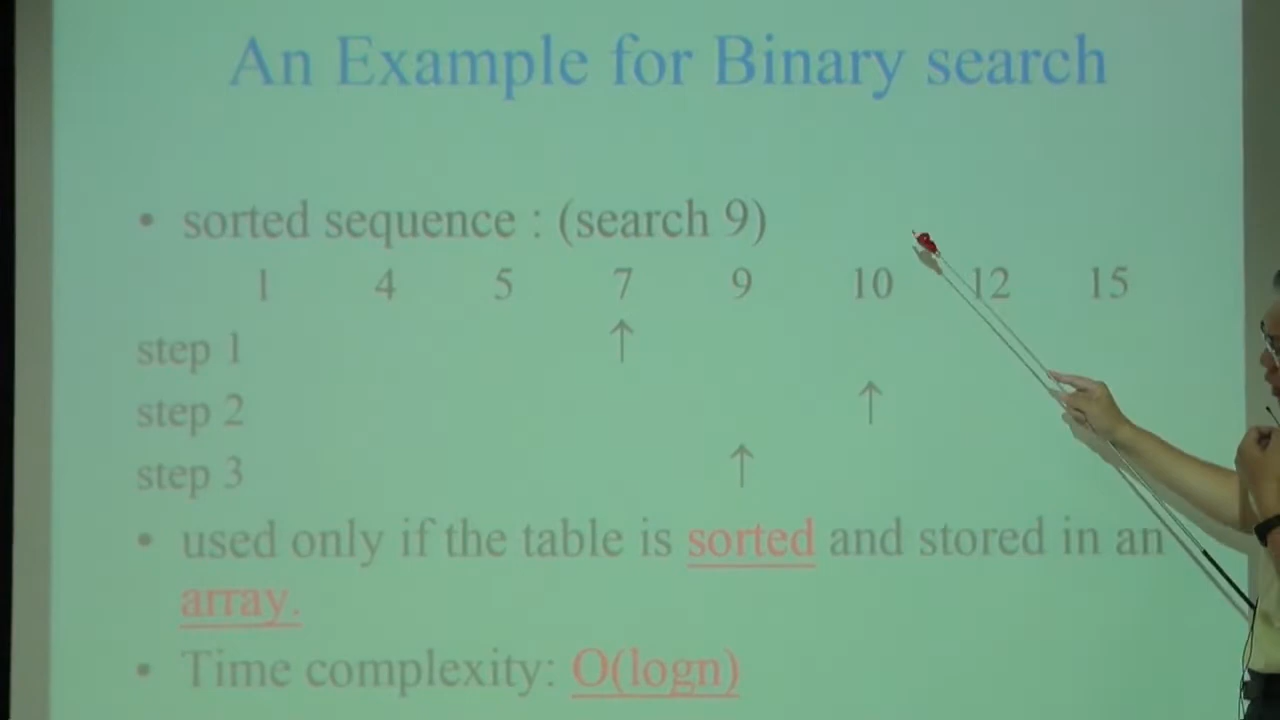 An Example for Binary search
• sorted sequence : (search 9)
1 4 5 7 9 10 12 15
step 1 ↑
step 2 ↑
step 3 ↑
• used only if the table is sorted and stored in an
array.
• Time complexity: O(logn)